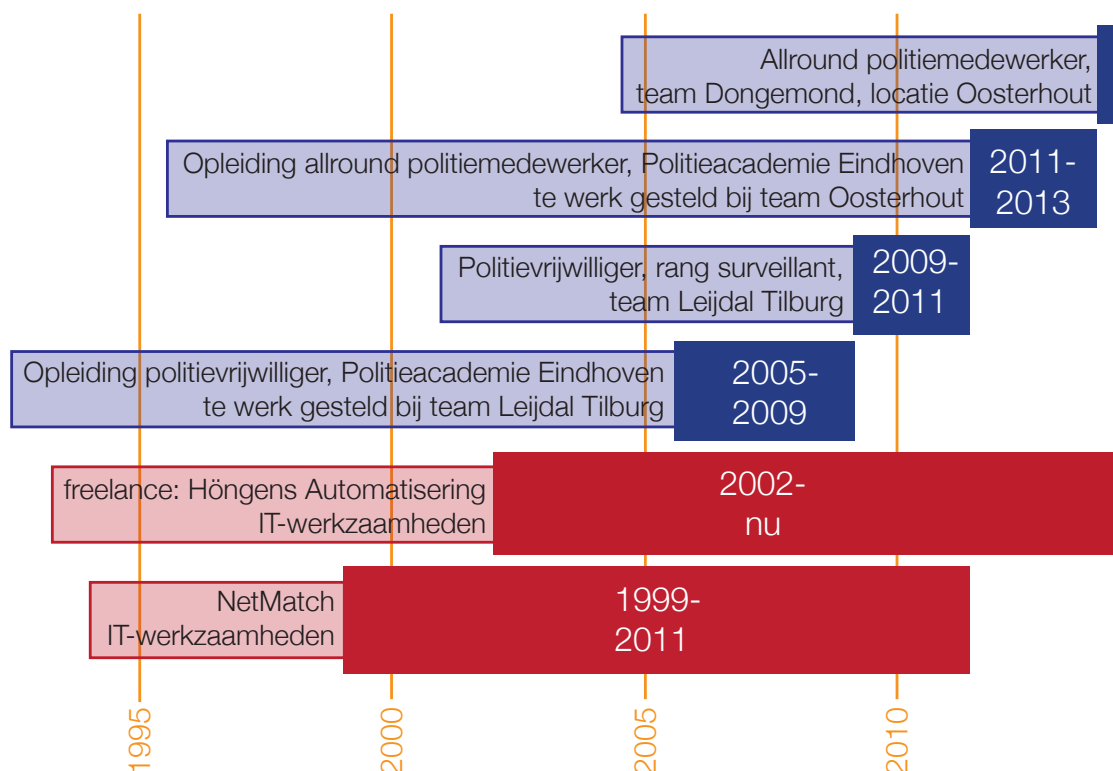 Allround politiemedewerker,
team Dongemond, locatie Oosterhout
Opleiding allround politiemedewerker, Politieacademie Eindhoven
te werk gesteld bij team Oosterhout
2011-
2013
Politievrijwilliger, rang surveillant,
team Leijdal Tilburg
2009-
2011
Opleiding politievrijwilliger, Politieacademie Eindhoven
te werk gesteld bij team Leijdal Tilburg
2005-
2009
freelance: Höngens Automatisering
IT-werkzaamheden
2002-
nu
NetMatch
IT-werkzaamheden
1999-
2011
1995
2000
2005
2010